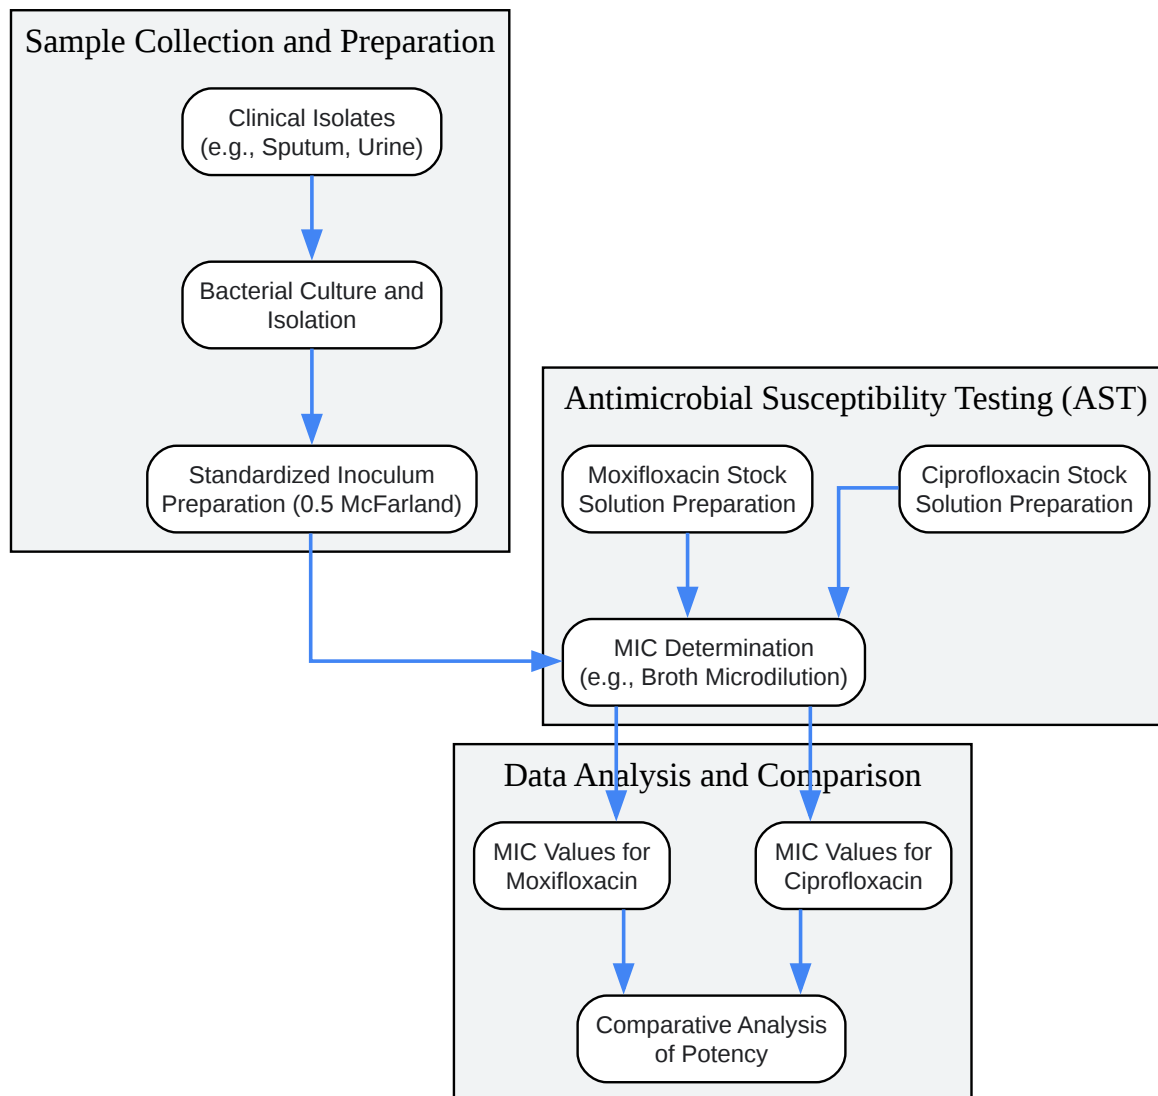 Sample Collection and Preparation
Clinical Isolates
(e.g., Sputum, Urine)
Bacterial Culture and
Isolation
Standardized Inoculum
Preparation (0.5 McFarland)
Antimicrobial Susceptibility Testing (AST)
Moxifloxacin Stock
Solution Preparation
Ciprofloxacin Stock
Solution Preparation
MIC Determination
(e.g., Broth Microdilution)
Data Analysis and Comparison
MIC Values for
Moxifloxacin
MIC Values for
Ciprofloxacin
Comparative Analysis
of Potency